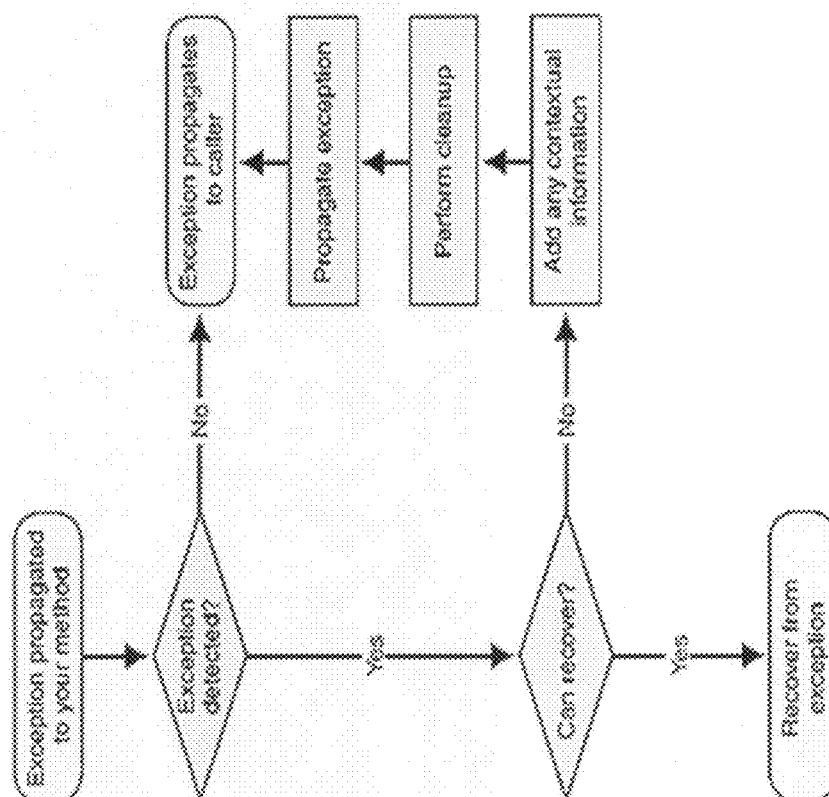 Exception propagated
to your method
Exception
detected?
No
Exception propagates
to caller
Yes
Can recover?
No
Add any contextual
information
Perform cleanup
Propagate exception
Yes
Recover from
exception